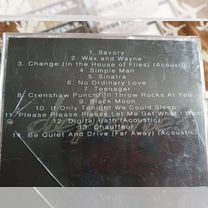 1. Savory
2. Wax and Wayne
3. Change (In the House of Flies) (Acoustic)
4. Simple Man
5. Sinatra
6. No Ordinary Love
7. Teenager
8. Crenshaw Punch/I'll Throw Rocks At You
9. Black Moon
10. If Only Tonight We Could Sleep
11. Please Please Please Let Me Get What I Want
12. Digital Bath (Acoustic)
13. Chauffeur
14. Be Quiet And Drive (Far Away) (Acoustic)